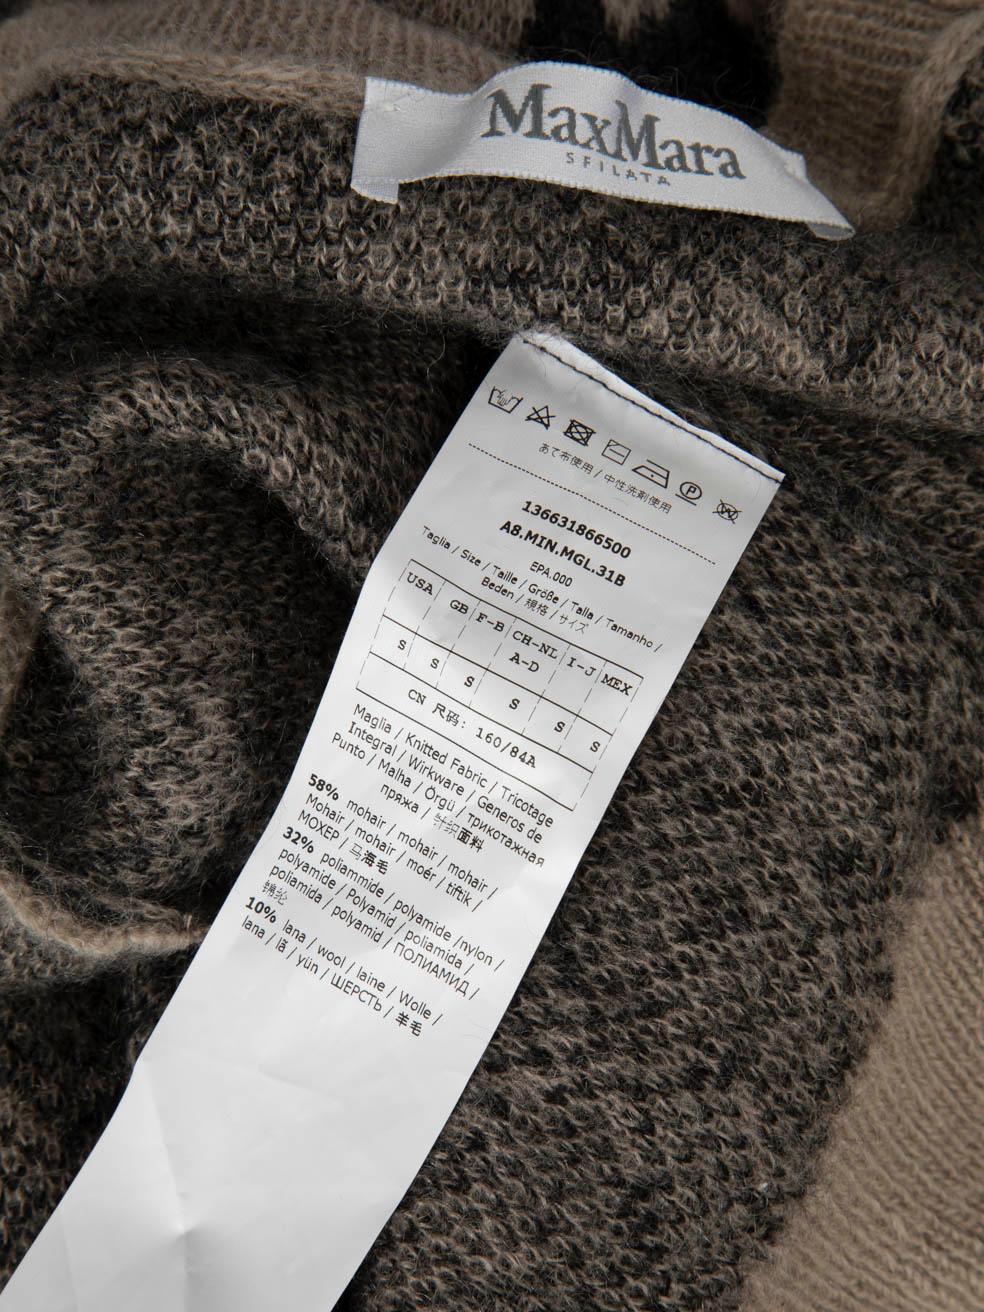 MaxMara
SFILATA
あて布使用 / 中性洗剤使用
136631866500
A8.MIN.MGL.31B
EPA.000
Taglia / Size / Taille / Größe / Talla / Tamanho /
Beden / 規格 / サイズ
USA GB F-B CH-NL A-D I-J MEX
S S S S S S
CN 尺码: 160/84A
Maglia / Knitted Fabric / Tricotage
Integral / Wirkware / Generos de
Punto / Malha / Örgü / Трикотажная
пряжа / 针织面料
58% mohair / mohair / mohair /
Mohair / mohair / moér / tiftik /
МОХЕР / 马海毛
32% poliammide / polyamide /nylon /
polyamide / Polyamid / poliamida /
poliamida / polyamid / ПОЛИАМИД /
锦纶
10% lana / wool / laine / Wolle /
lana / lã / yün / ШЕРСТЬ / 羊毛